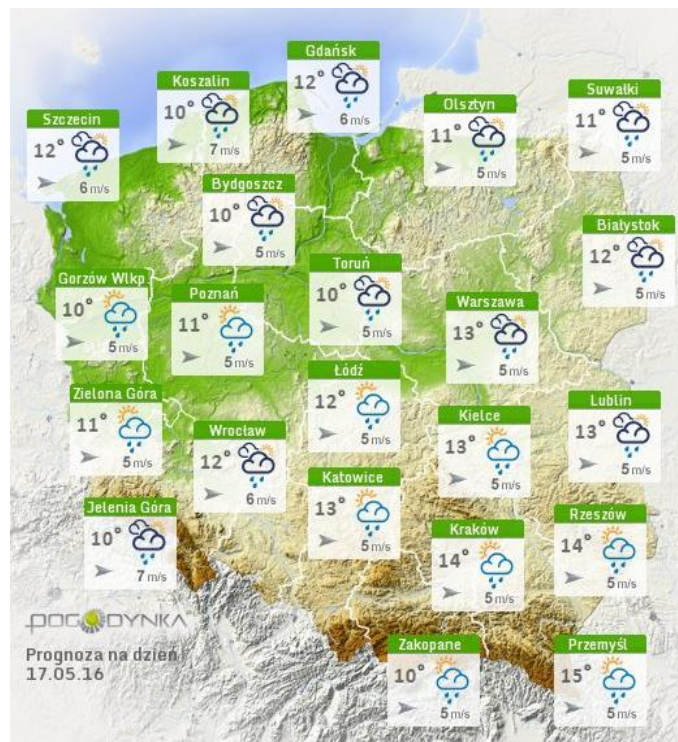 Gdańsk
12°
6 m/s
Koszalin
10°
7 m/s
Suwałki
11°
5 m/s
Olsztyn
11°
5 m/s
Szczecin
12°
6 m/s
Bydgoszcz
10°
5 m/s
Białystok
12°
5 m/s
Toruń
10°
5 m/s
Gorzów Wlkp.
10°
5 m/s
Poznań
11°
5 m/s
Warszawa
13°
5 m/s
Łódź
12°
5 m/s
Zielona Góra
11°
5 m/s
Lublin
13°
5 m/s
Kielce
13°
5 m/s
Wrocław
12°
6 m/s
Katowice
13°
5 m/s
Jelenia Góra
10°
7 m/s
Rzeszów
14°
5 m/s
Kraków
14°
5 m/s
POGODYNKA
Prognoza na dzień
17.05.16
Zakopane
10°
5 m/s
Przemyśl
15°
5 m/s